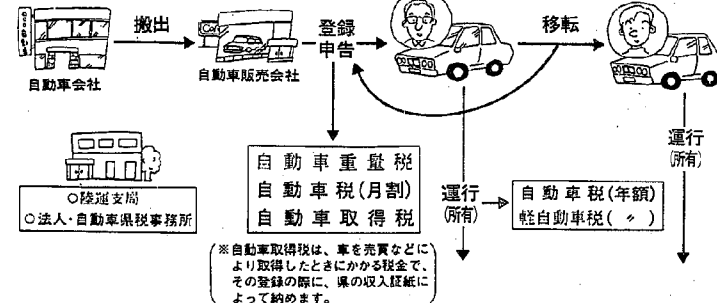 自動車会社
搬出
自動車販売会社
登録
申告
移転
運行
(所有)
○陸運支局
○法人・自動車県税事務所
自動車重量税
自動車税(月割)
自動車取得税
運行
(所有)
自動車税(年額)
軽自動車税( 〃 )
※自動車取得税は、車を売買などに
より取得したときにかかる税金で、
その登録の際に、県の収入証紙に
よって納めます。